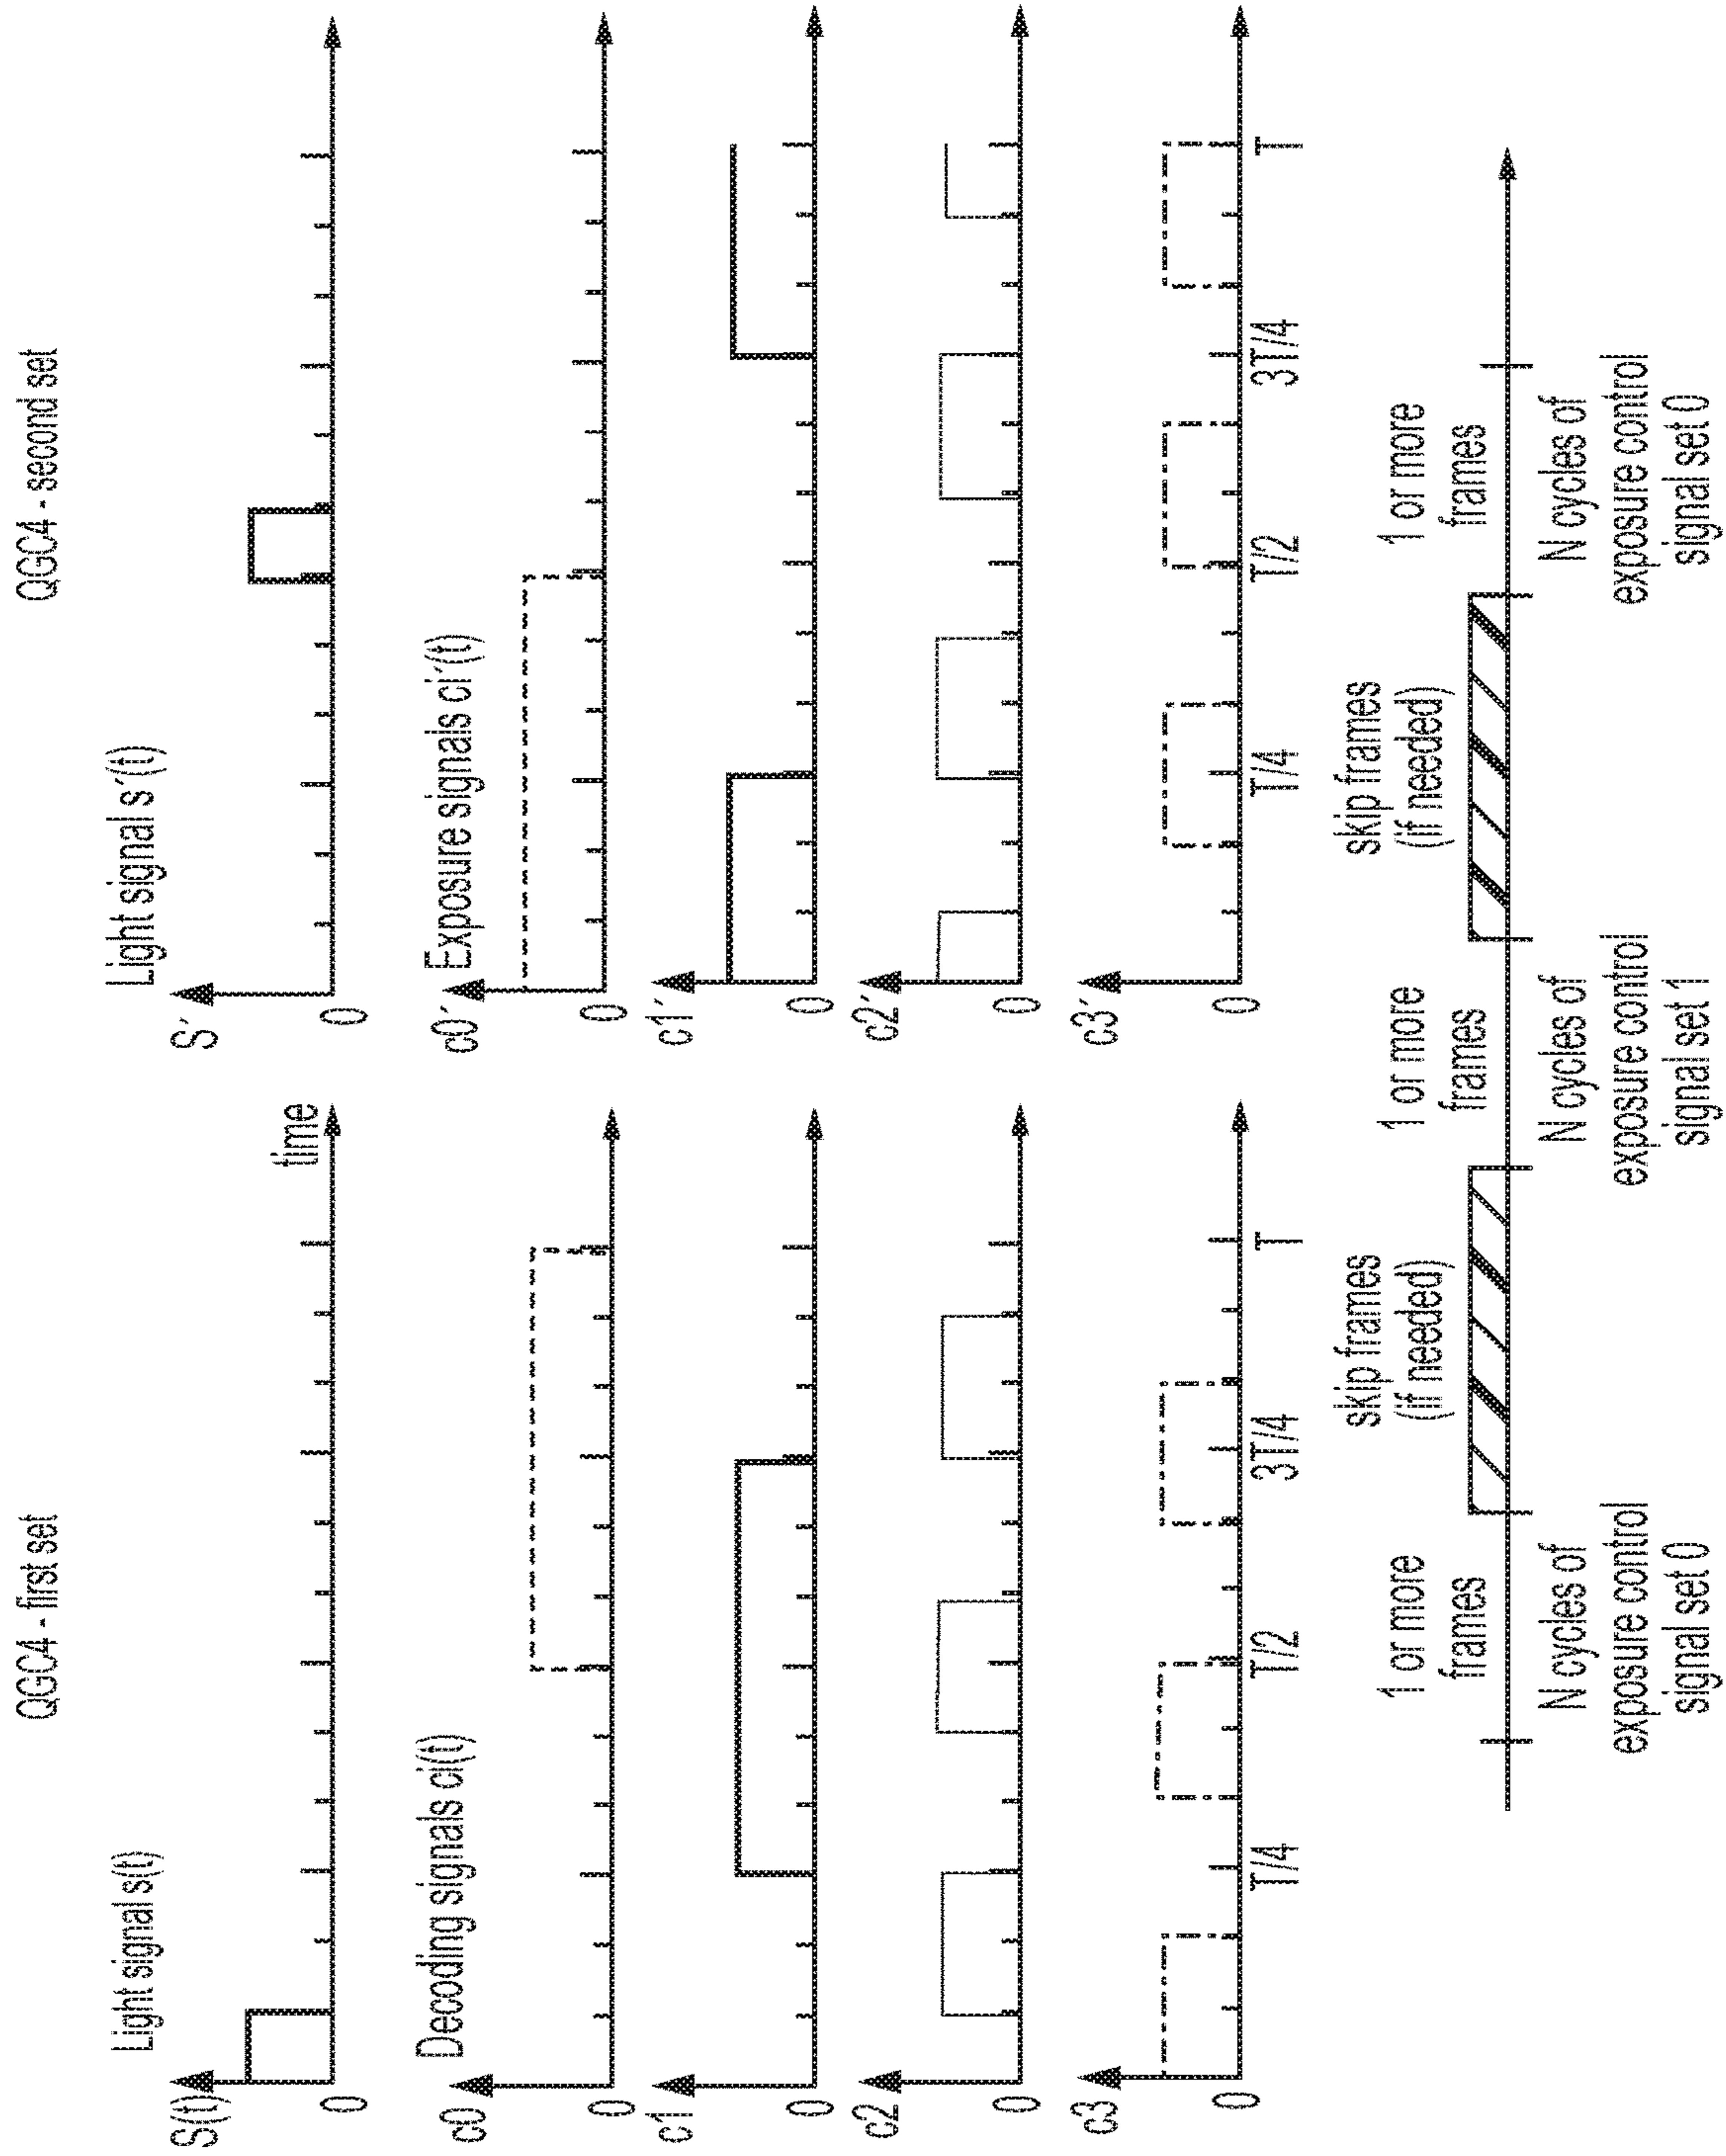 QGC4 - first set
Light signal s(t)
S(t)
0
time
Decoding signals ci(t)
c0
0
c1
0
c2
0
c3
0
T/4
T/2
3T/4
T
QGC4 - second set
Light signal s´(t)
S´
0
Exposure signals ci´(t)
c0´
0
c1´
0
c2´
0
c3´
0
T/4
T/2
3T/4
T
1 or more
frames
skip frames
(if needed)
1 or more
frames
skip frames
(if needed)
1 or more
frames
N cycles of
exposure control
signal set 0
N cycles of
exposure control
signal set 1
N cycles of
exposure control
signal set 0